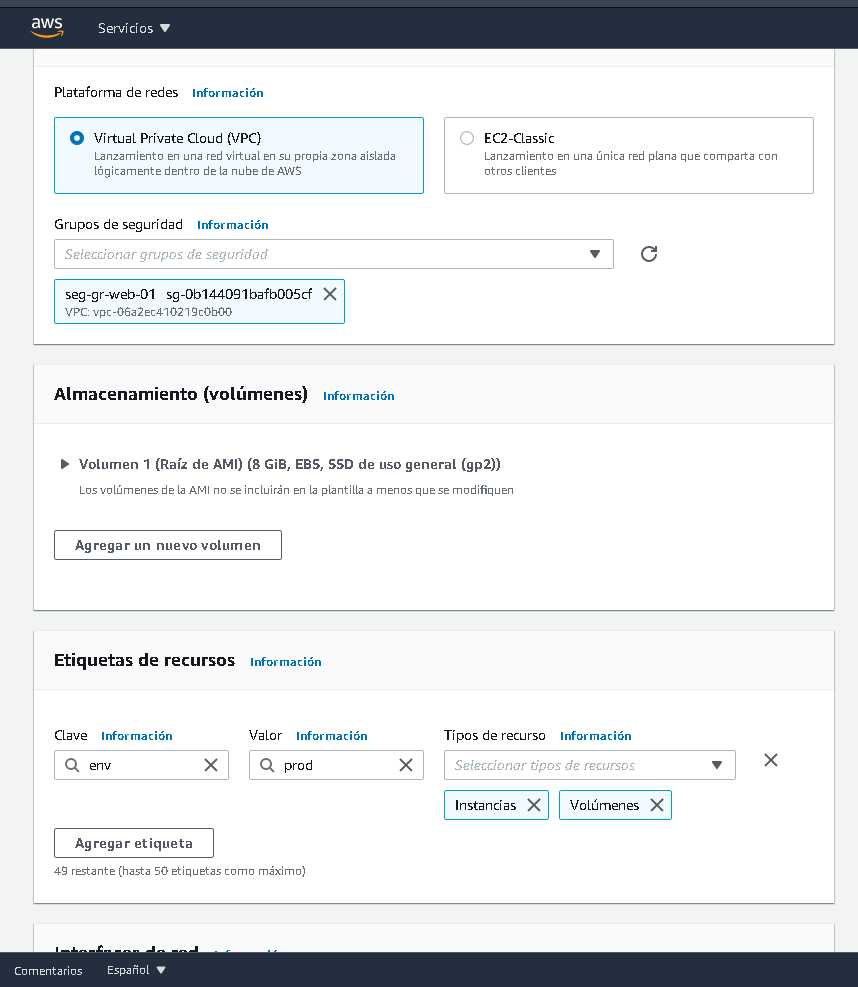 aws
Servicios
Plataforma de redes Información
Virtual Private Cloud (VPC)
Lanzamiento en una red virtual en su propia zona aislada
lógicamente dentro de la nube de AWS
EC2-Classic
Lanzamiento en una única red plana que comparta con
otros clientes
Grupos de seguridad Información
Seleccionar grupos de seguridad
seg-gr-web-01 sg-0b144091bafb005cf
VPC: vpc-06a2ec410219c0b00
Almacenamiento (volúmenes) Información
Volumen 1 (Raíz de AMI) (8 GiB, EBS, SSD de uso general (gp2))
Los volúmenes de la AMI no se incluirán en la plantilla a menos que se modifiquen
Agregar un nuevo volumen
Etiquetas de recursos Información
Clave Información Valor Información Tipos de recurso Información
env prod Seleccionar tipos de recursos
Instancias Volúmenes
Agregar etiqueta
49 restante (hasta 50 etiquetas como máximo)
Interfaces de red Información
Comentarios Español